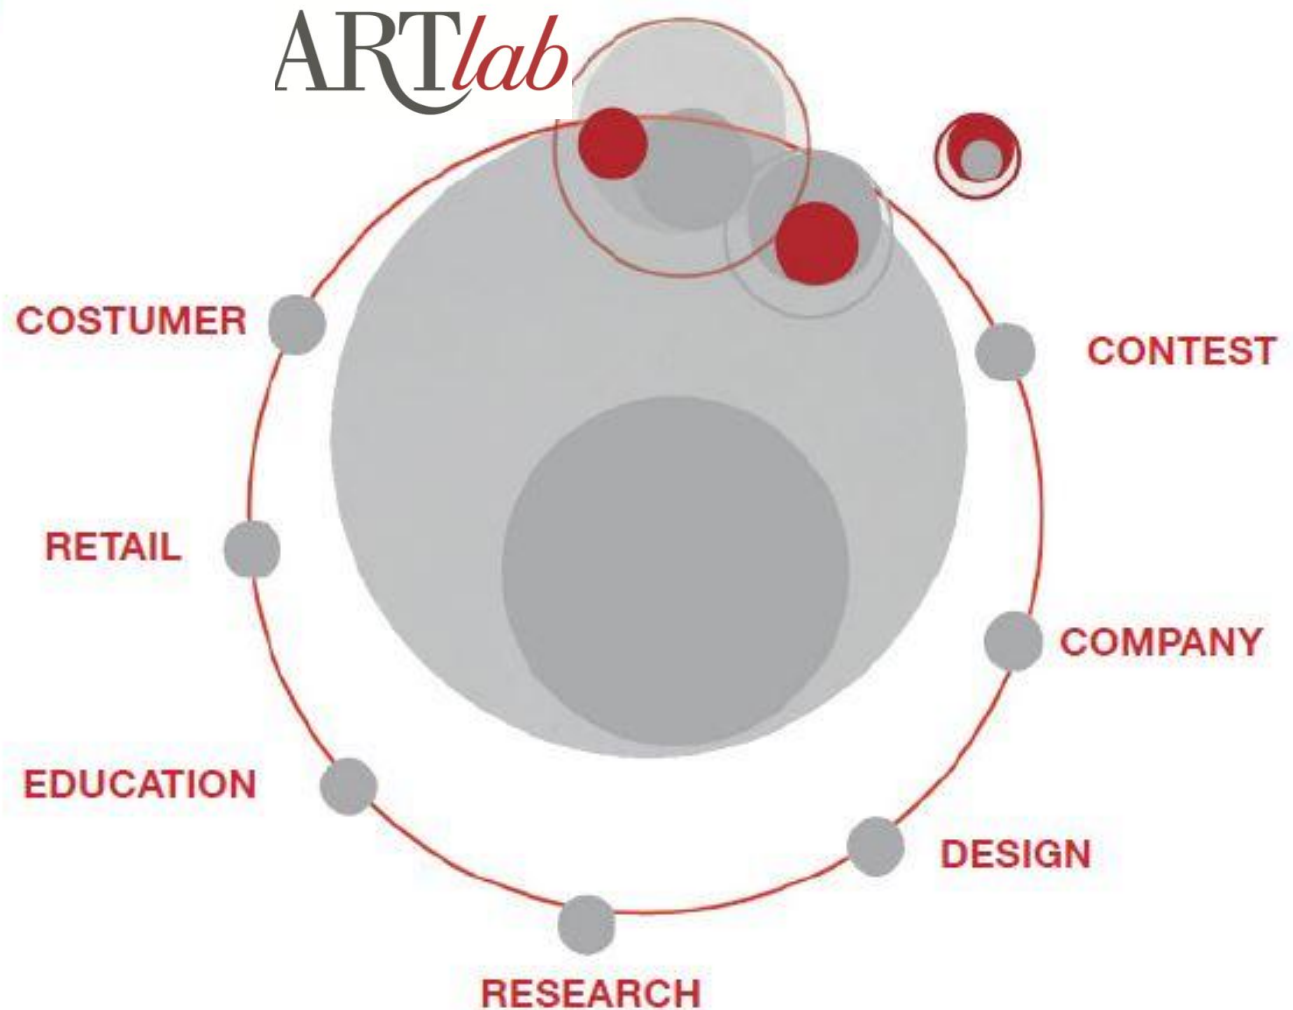 ARTlab
COSTUMER
CONTEST
RETAIL
COMPANY
EDUCATION
DESIGN
RESEARCH